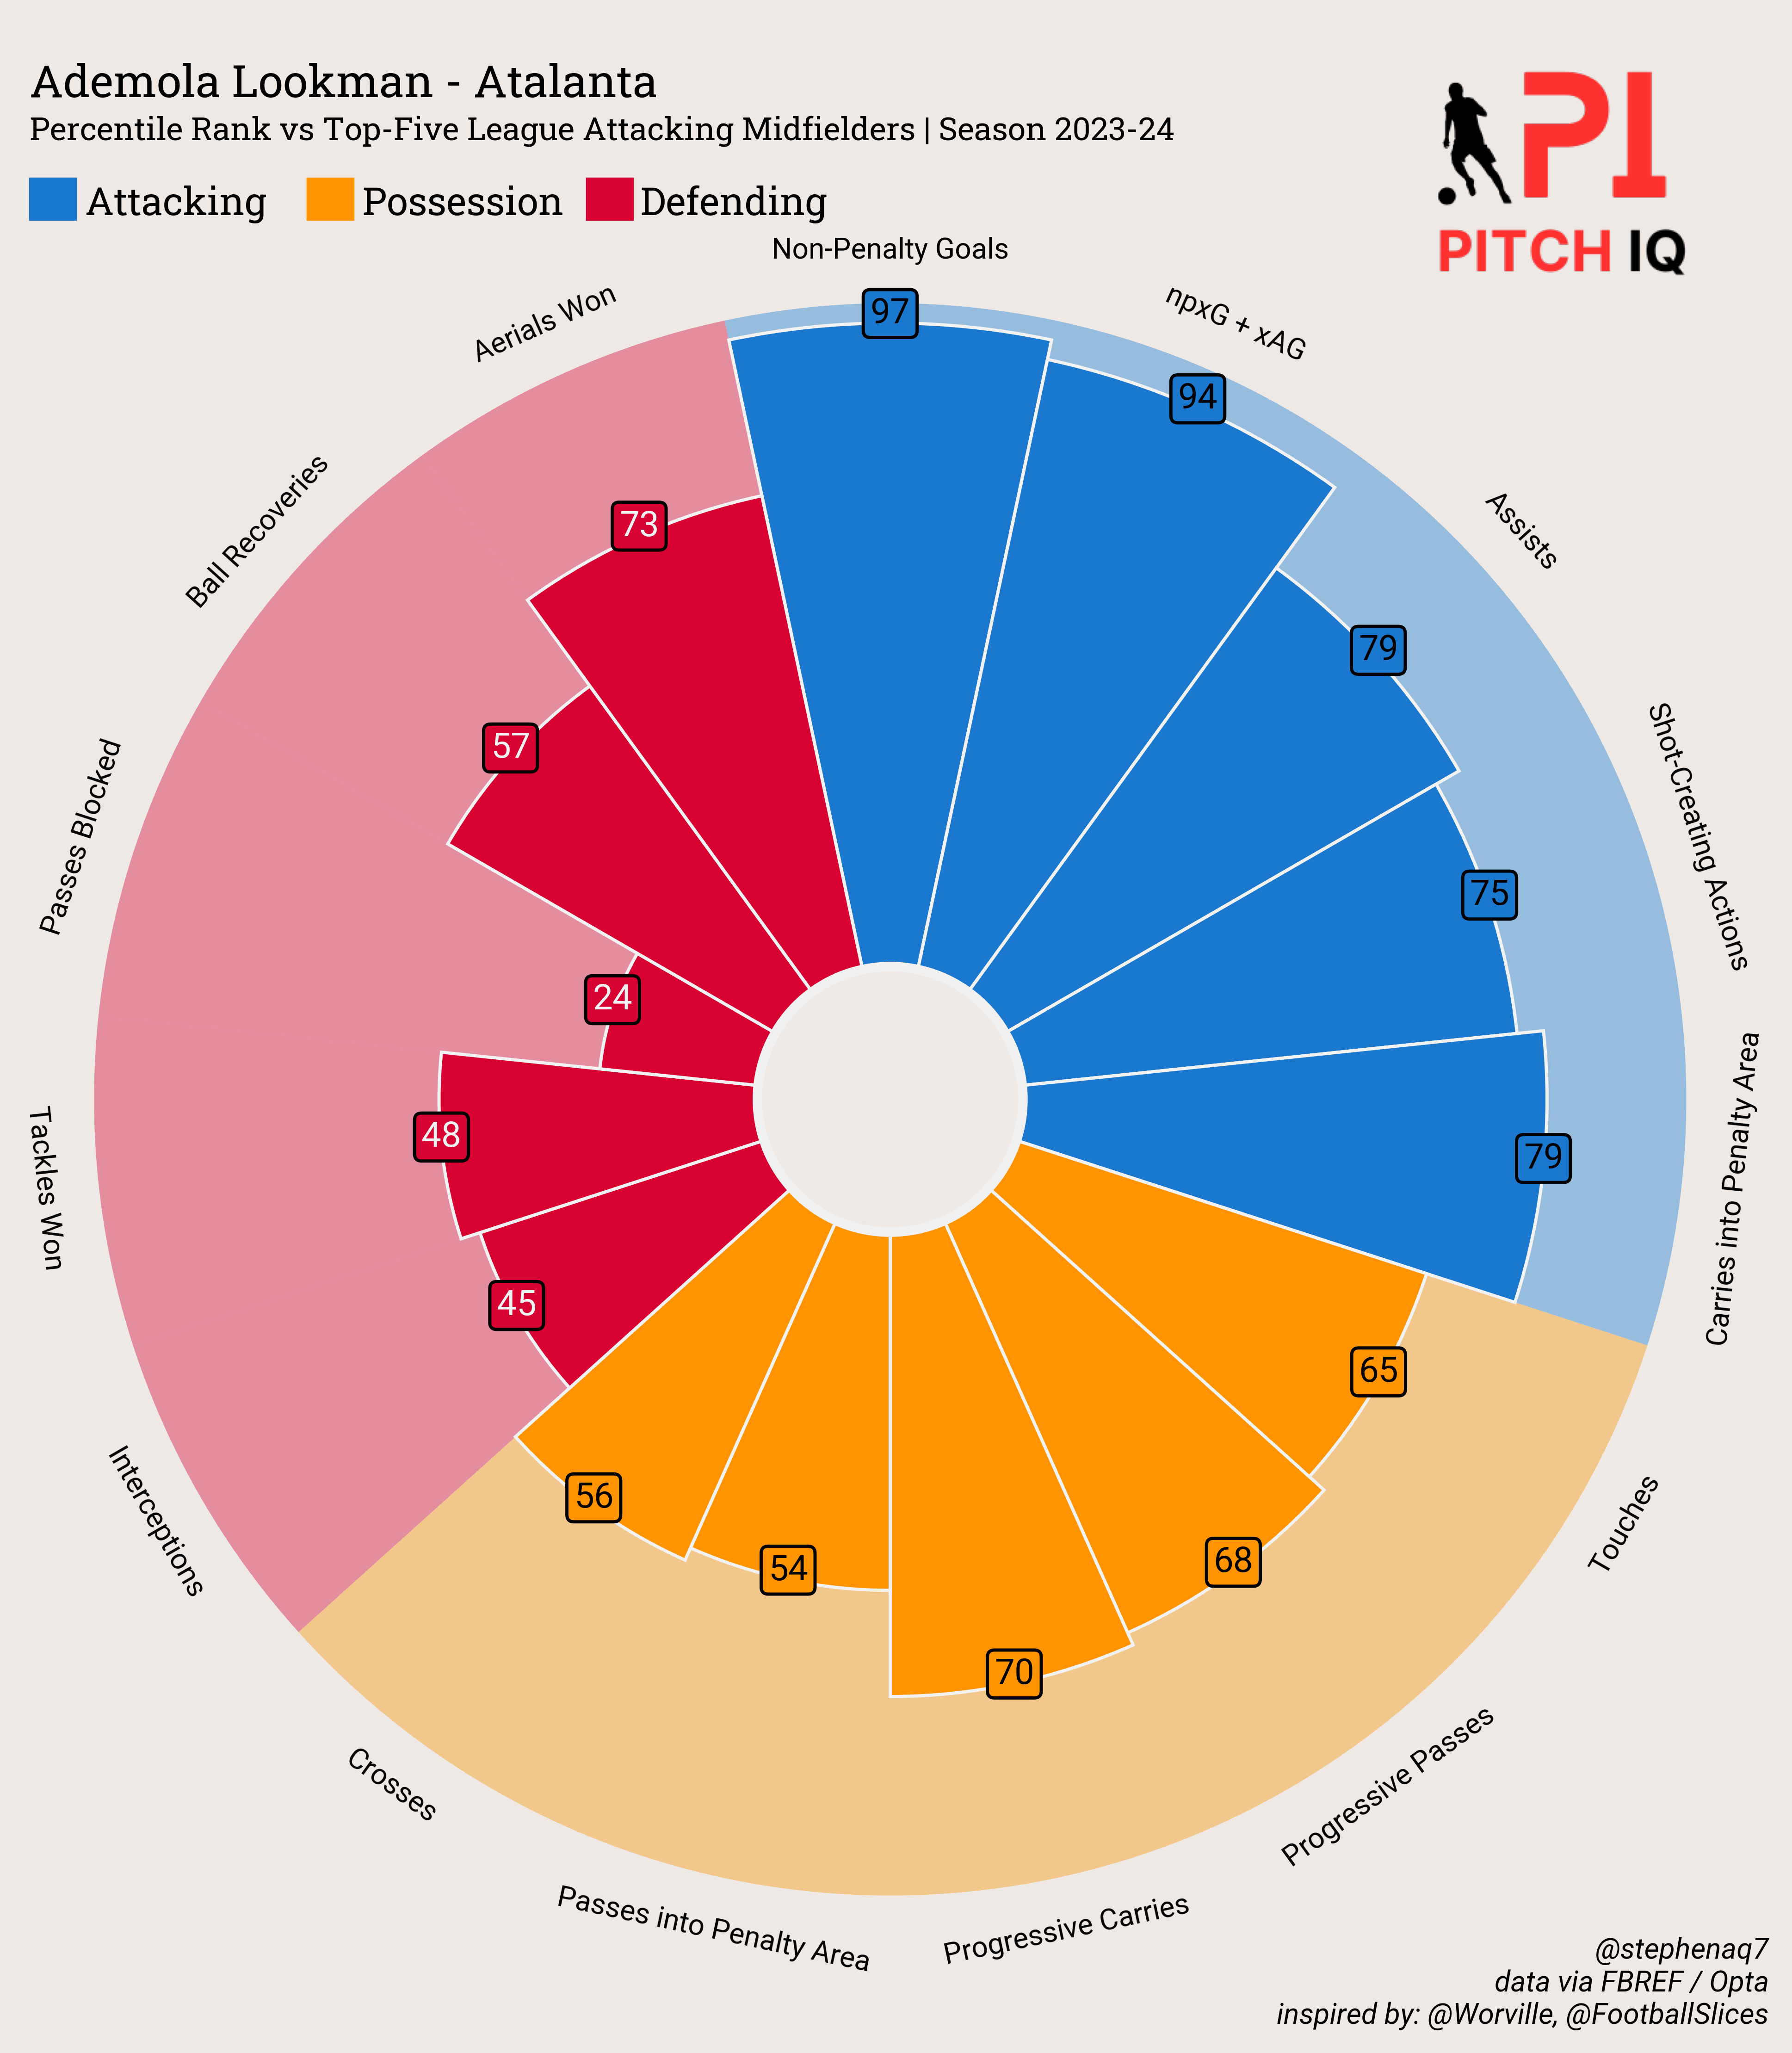 Ademola Lookman - Atalanta
Percentile Rank vs Top-Five League Attacking Midfielders | Season 2023-24
Attacking Possession Defending
PI
PITCH IQ
Non-Penalty Goals
97
npxG + xAG
94
Assists
79
Shot-Creating Actions
75
Carries into Penalty Area
79
Touches
65
Progressive Passes
68
Progressive Carries
70
Passes into Penalty Area
54
Crosses
56
Interceptions
45
Tackles Won
48
Passes Blocked
24
Ball Recoveries
57
Aerials Won
73
@stephenaq7
data via FBREF / Opta
inspired by: @Worville, @FootballSlices